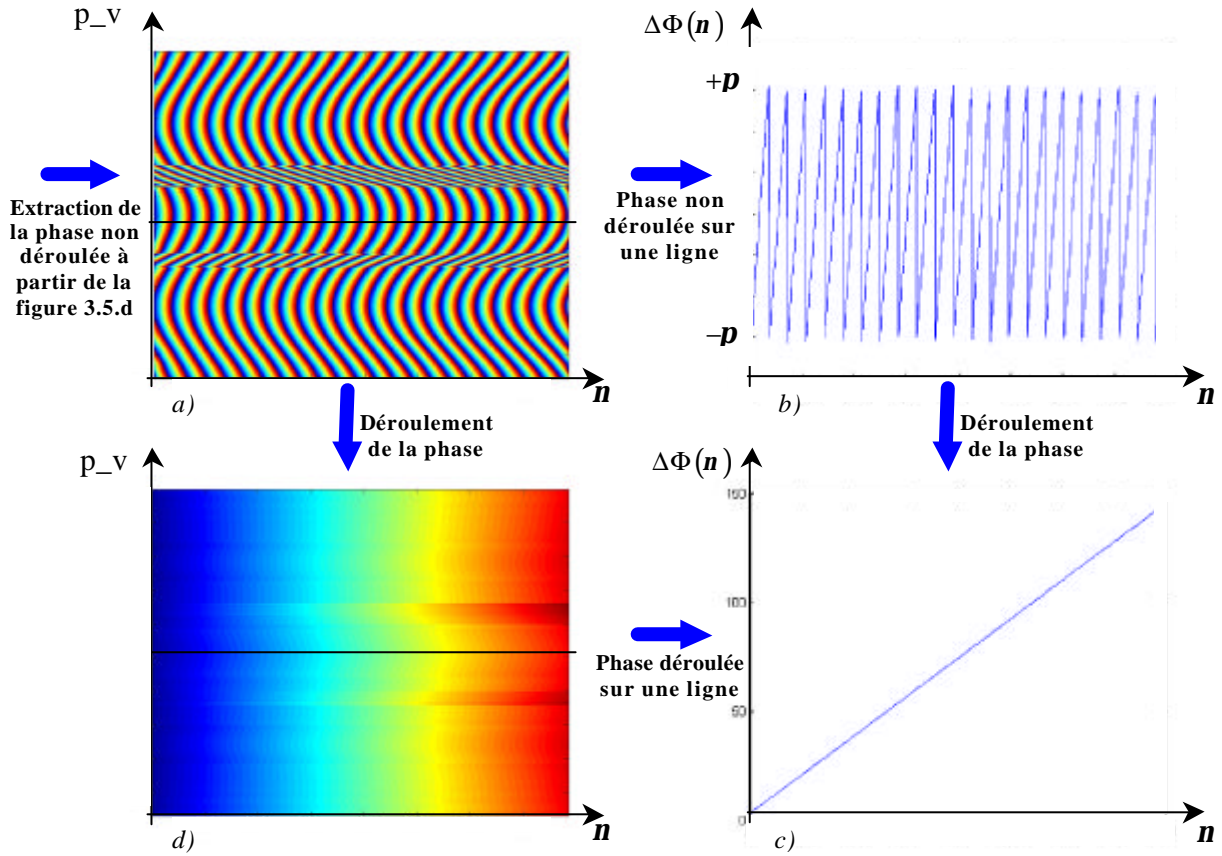 p_v
ΔΦ(n)
+p
Extraction de
la phase non
déroulée à
partir de la
figure 3.5.d
Phase non
déroulée sur
une ligne
−p
n
n
a)
b)
Déroulement
de la phase
Déroulement
de la phase
p_v
ΔΦ(n)
150
100
Phase déroulée
sur une ligne
50
0
n
n
d)
c)